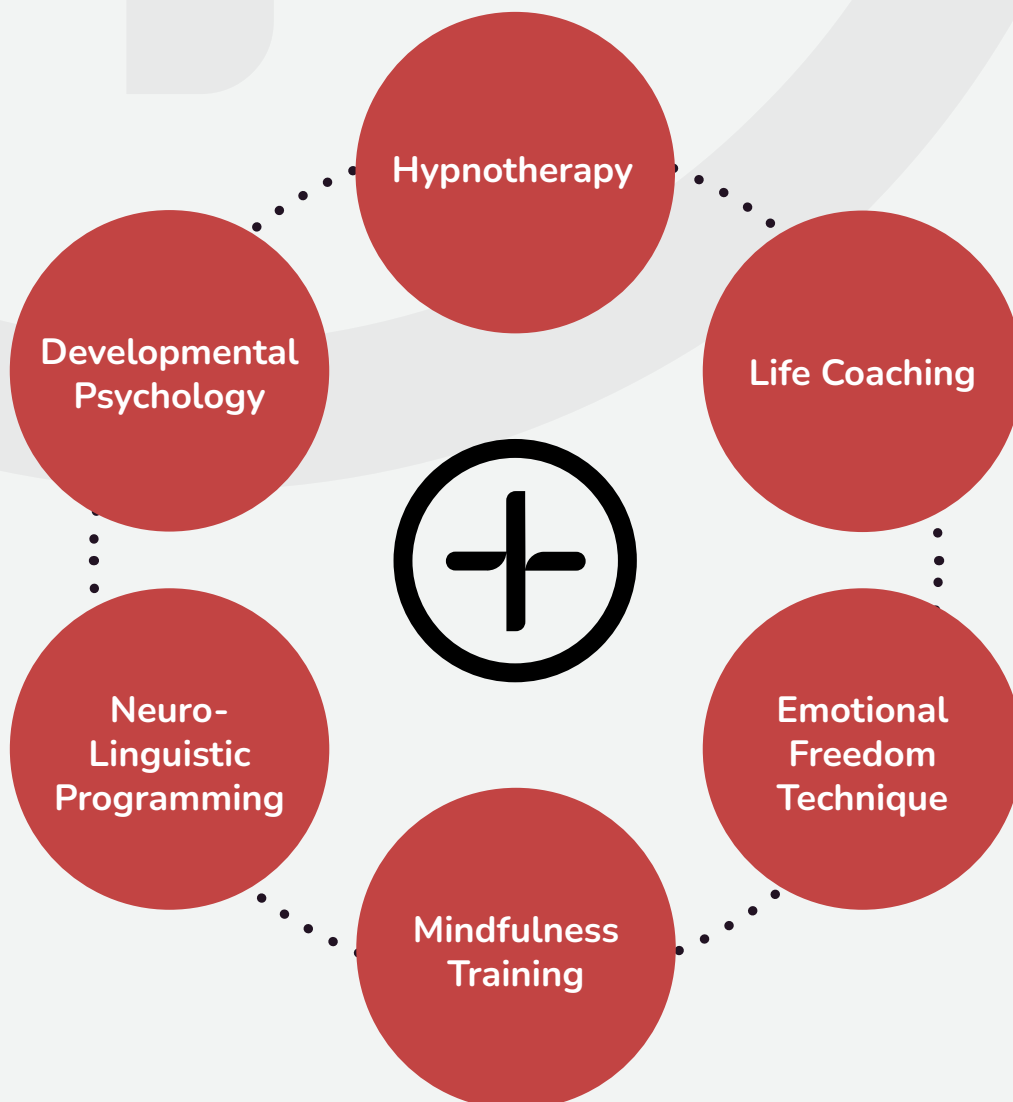 Hypnotherapy
Developmental
Psychology
Life Coaching
Neuro-
Linguistic
Programming
Emotional
Freedom
Technique
Mindfulness
Training